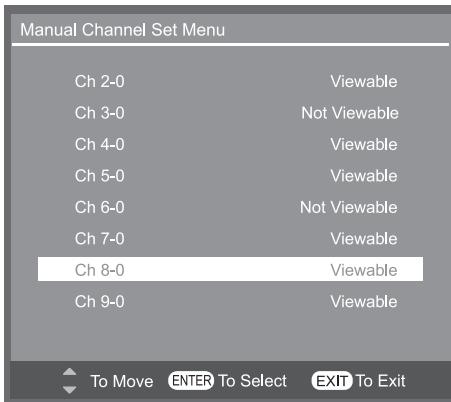 Manual Channel Set Menu
Ch 2-0 Viewable
Ch 3-0 Not Viewable
Ch 4-0 Viewable
Ch 5-0 Viewable
Ch 6-0 Not Viewable
Ch 7-0 Viewable
Ch 8-0 Viewable
Ch 9-0 Viewable
To Move ENTER To Select EXIT To Exit